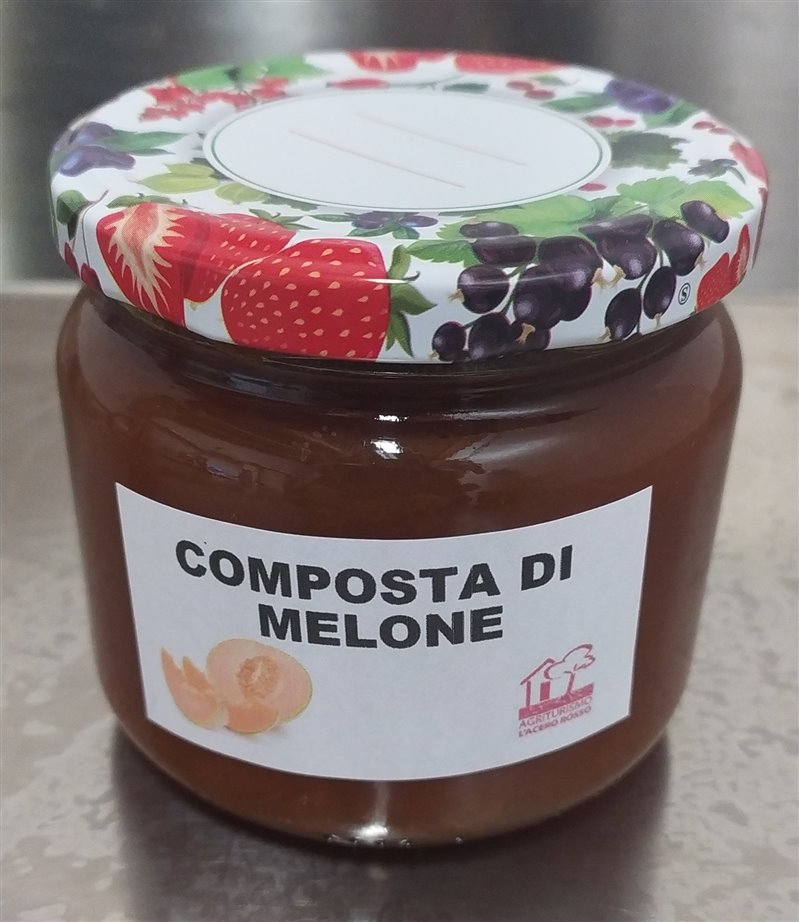 COMPOSTA DI
MELONE
AGRITURISMO
L'ACERO ROSSO
S